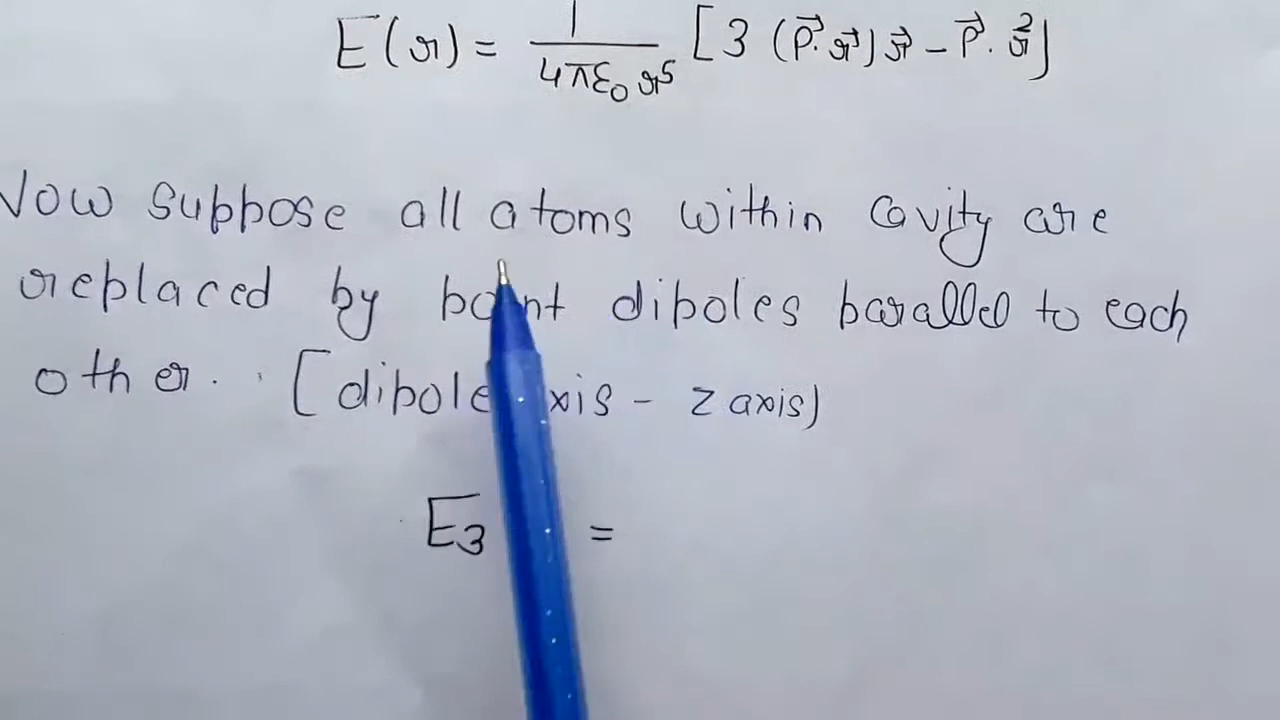 E(r) = 1 / 4πε₀r⁵ [3 (p⃗.r⃗) r⃗ – p⃗.r²]
Now suppose all atoms within cavity are
replaced by point dipoles parallel to each
other. [dipole axis - z axis)
E₃ =